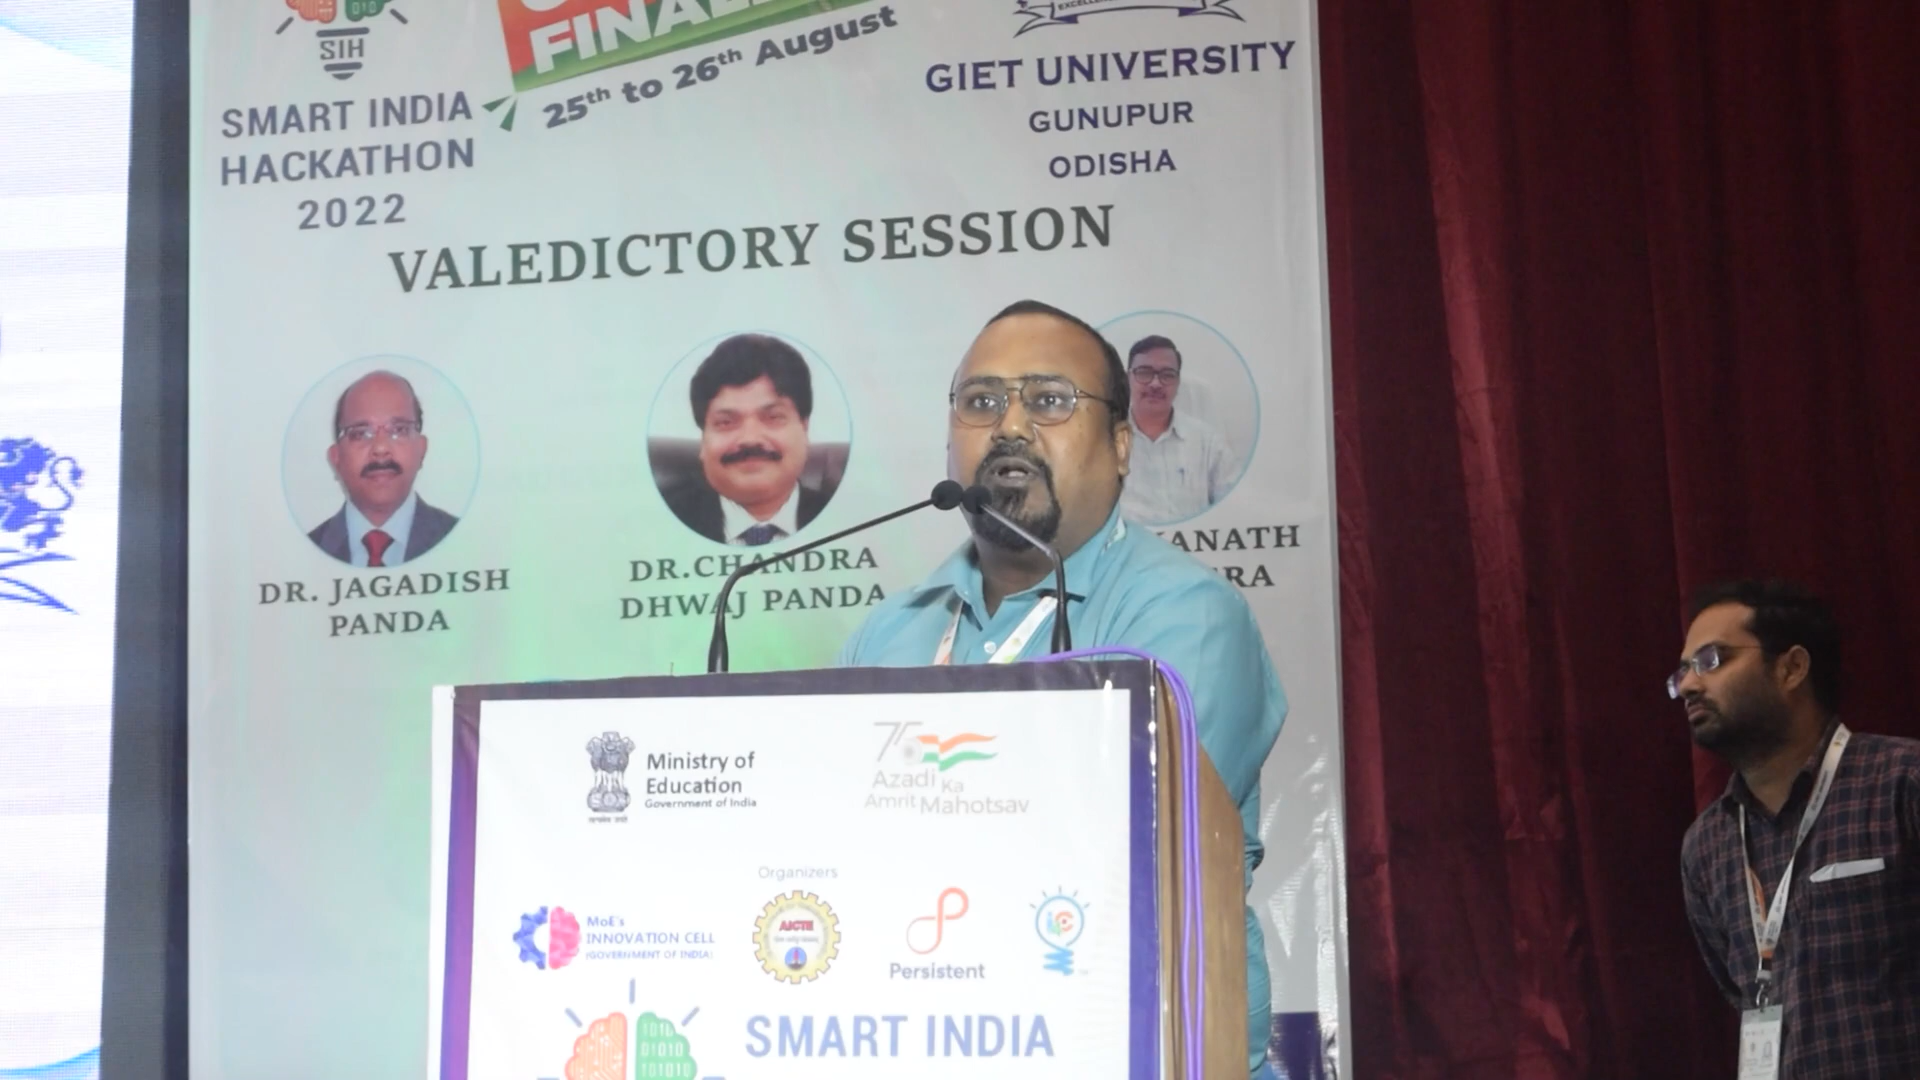 SIH
SMART INDIA
HACKATHON
2022
25th to 26th August
GIET UNIVERSITY
GUNUPUR
ODISHA
VALEDICTORY SESSION
DR. JAGADISH
PANDA
DR.CHANDRA
DHWAJ PANDA
Ministry of
Education
Government of India
75
Azadi Ka
Amrit Mahotsav
Organizers
MoE's
INNOVATION CELL
(GOVERNMENT OF INDIA)
AICTE
Persistent
SMART INDIA